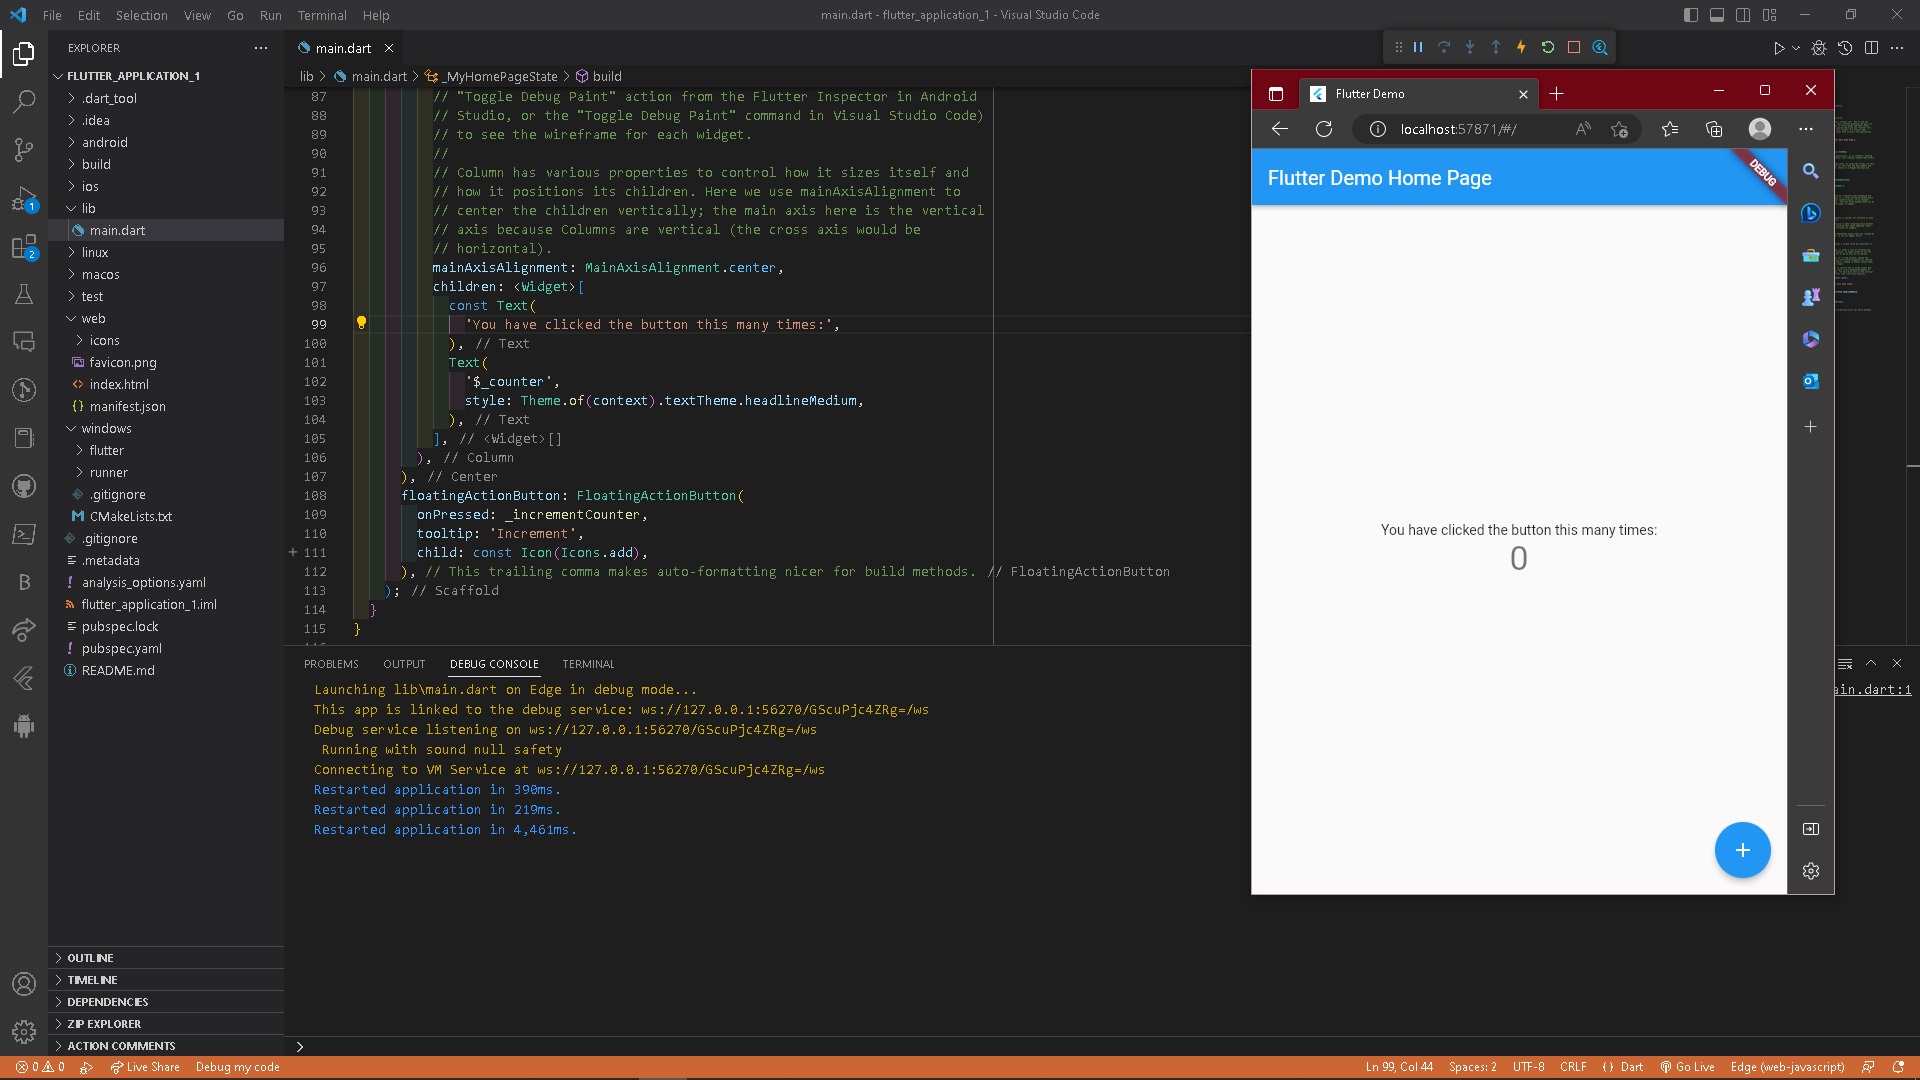 File Edit Selection View Go Run Terminal Help
main.dart - flutter_application_1 - Visual Studio Code
EXPLORER
FLUTTER_APPLICATION_1
.dart_tool
.idea
android
build
ios
lib
main.dart
linux
macos
test
web
icons
favicon.png
index.html
manifest.json
windows
flutter
runner
.gitignore
CMakeLists.txt
.gitignore
.metadata
analysis_options.yaml
flutter_application_1.iml
pubspec.lock
pubspec.yaml
README.md
OUTLINE
TIMELINE
DEPENDENCIES
ZIP EXPLORER
ACTION COMMENTS
1
2
main.dart
lib > main.dart > _MyHomePageState > build
87 // "Toggle Debug Paint" action from the Flutter Inspector in Android
88 // Studio, or the "Toggle Debug Paint" command in Visual Studio Code)
89 // to see the wireframe for each widget.
90 //
91 // Column has various properties to control how it sizes itself and
92 // how it positions its children. Here we use mainAxisAlignment to
93 // center the children vertically; the main axis here is the vertical
94 // axis because Columns are vertical (the cross axis would be
95 // horizontal).
96 mainAxisAlignment: MainAxisAlignment.center,
97 children: <Widget>[
98 const Text(
99 'You have clicked the button this many times:',
100 ), // Text
101 Text(
102 '$_counter',
103 style: Theme.of(context).textTheme.headlineMedium,
104 ), // Text
105 ], // <Widget>[]
106 ), // Column
107 ), // Center
108 floatingActionButton: FloatingActionButton(
109 onPressed: _incrementCounter,
110 tooltip: 'Increment',
111 child: const Icon(Icons.add),
112 ), // This trailing comma makes auto-formatting nicer for build methods. // FloatingActionButton
113 ); // Scaffold
114 }
115 }
PROBLEMS OUTPUT DEBUG CONSOLE TERMINAL
Launching lib\main.dart on Edge in debug mode...
ain.dart:1
This app is linked to the debug service: ws://127.0.0.1:56270/GScuPjc4ZRg=/ws
Debug service listening on ws://127.0.0.1:56270/GScuPjc4ZRg=/ws
Running with sound null safety
Connecting to VM Service at ws://127.0.0.1:56270/GScuPjc4ZRg=/ws
Restarted application in 390ms.
Restarted application in 219ms.
Restarted application in 4,461ms.
Flutter Demo
localhost:57871/#/
Flutter Demo Home Page
DEBUG
You have clicked the button this many times:
0
0 0 Live Share Debug my code
Ln 99, Col 44 Spaces: 2 UTF-8 CRLF {} Dart Go Live Edge (web-javascript)